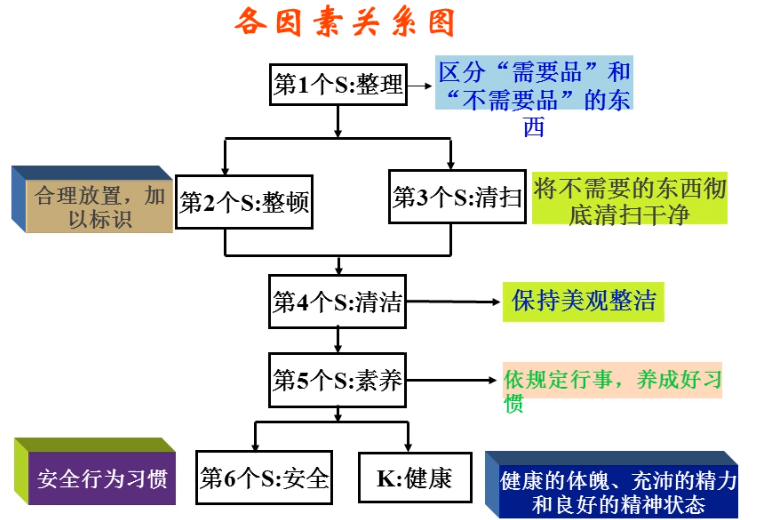 各因素关系图
第1个S:整理
区分“需要品”和
“不需要品”的东
西
合理放置，加
以标识
第2个S:整顿
第3个S:清扫
将不需要的东西彻
底清扫干净
第4个S:清洁
保持美观整洁
第5个S:素养
依规定行事，养成好习
惯
安全行为习惯
第6个S:安全
K:健康
健康的体魄、充沛的精力
和良好的精神状态